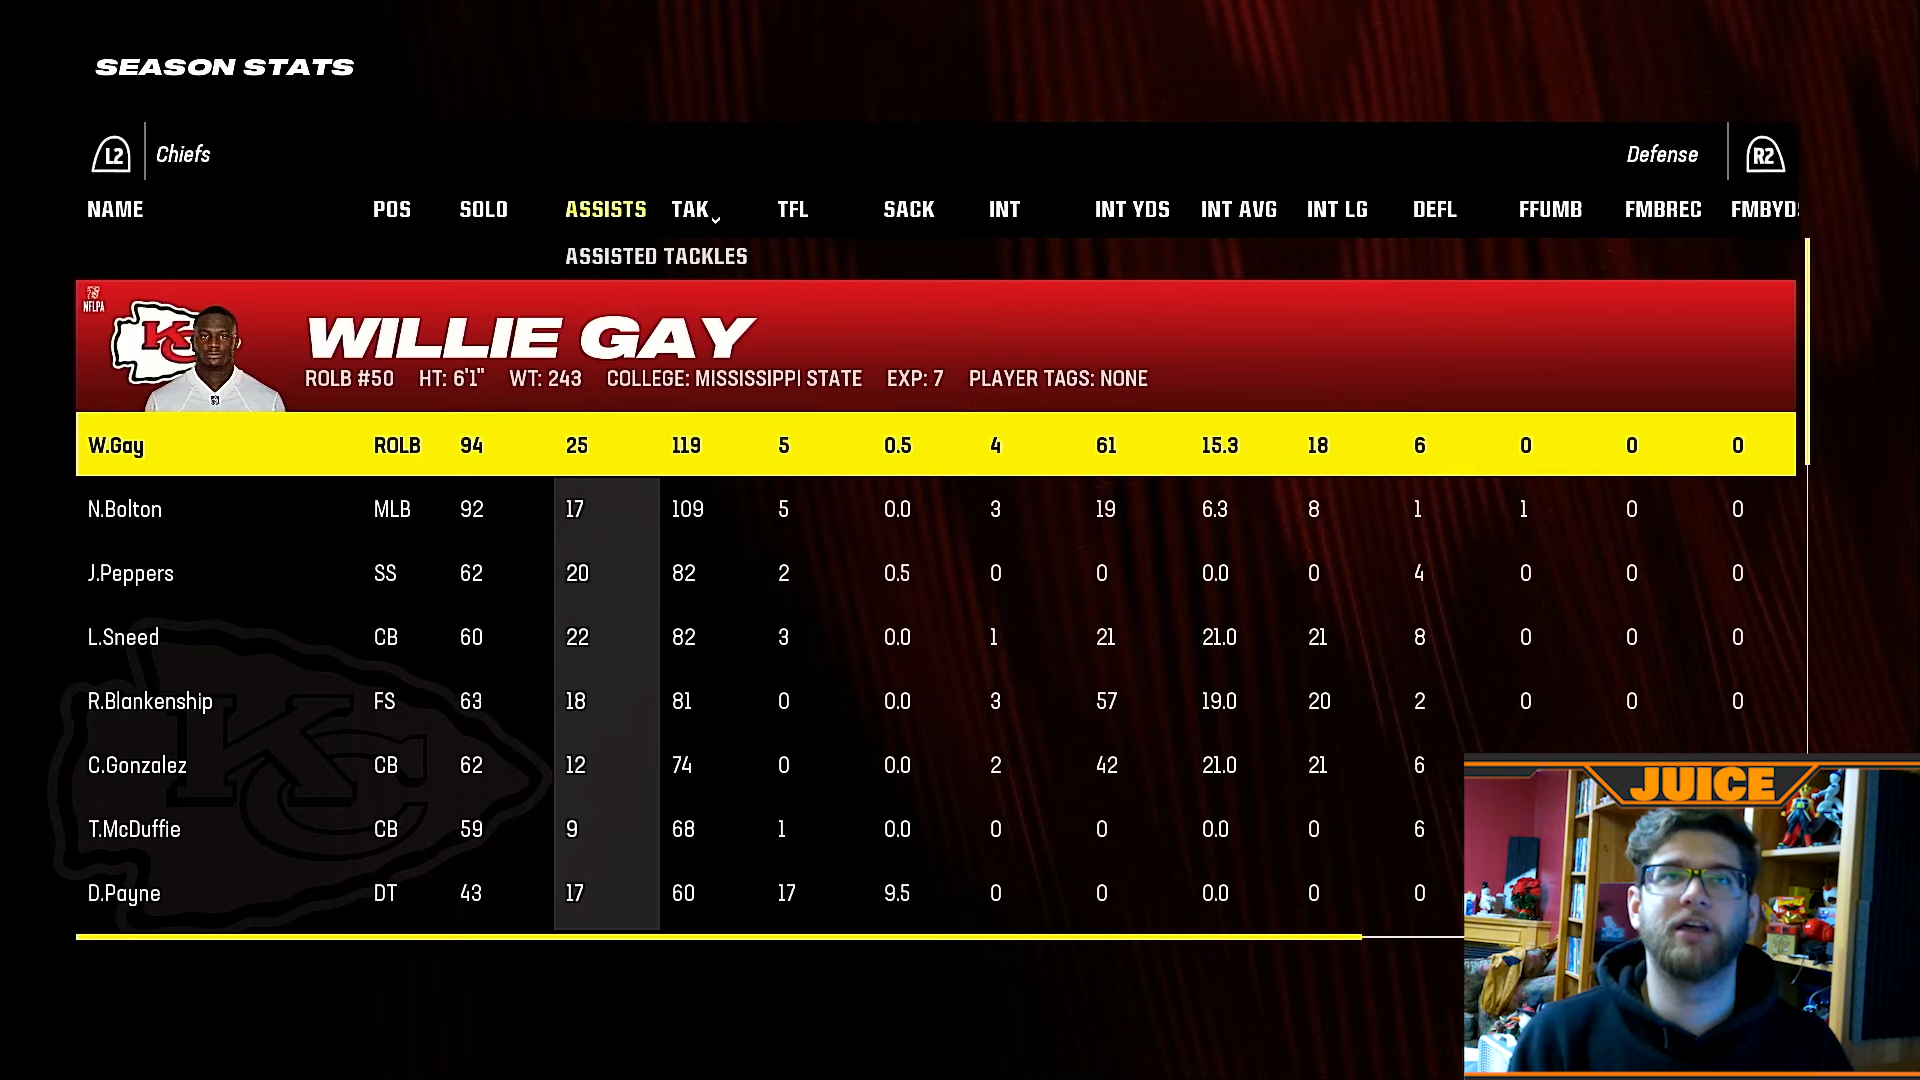 SEASON STATS
L2 Chiefs Defense R2
NAME POS SOLO ASSISTS TAK TFL SACK INT INT YDS INT AVG INT LG DEFL FFUMB FMBREC FMBYDS
ASSISTED TACKLES
NFLPA
KC
WILLIE GAY
ROLB #50 HT: 6'1" WT: 243 COLLEGE: MISSISSIPPI STATE EXP: 7 PLAYER TAGS: NONE
W.Gay ROLB 94 25 119 5 0.5 4 61 15.3 18 6 0 0 0
N.Bolton MLB 92 17 109 5 0.0 3 19 6.3 8 1 1 0 0
J.Peppers SS 62 20 82 2 0.5 0 0 0.0 0 4 0 0 0
L.Sneed CB 60 22 82 3 0.0 1 21 21.0 21 8 0 0 0
R.Blankenship FS 63 18 81 0 0.0 3 57 19.0 20 2 0 0 0
C.Gonzalez CB 62 12 74 0 0.0 2 42 21.0 21 6
T.McDuffie CB 59 9 68 1 0.0 0 0 0.0 0 6
D.Payne DT 43 17 60 17 9.5 0 0 0.0 0 0
JUICE